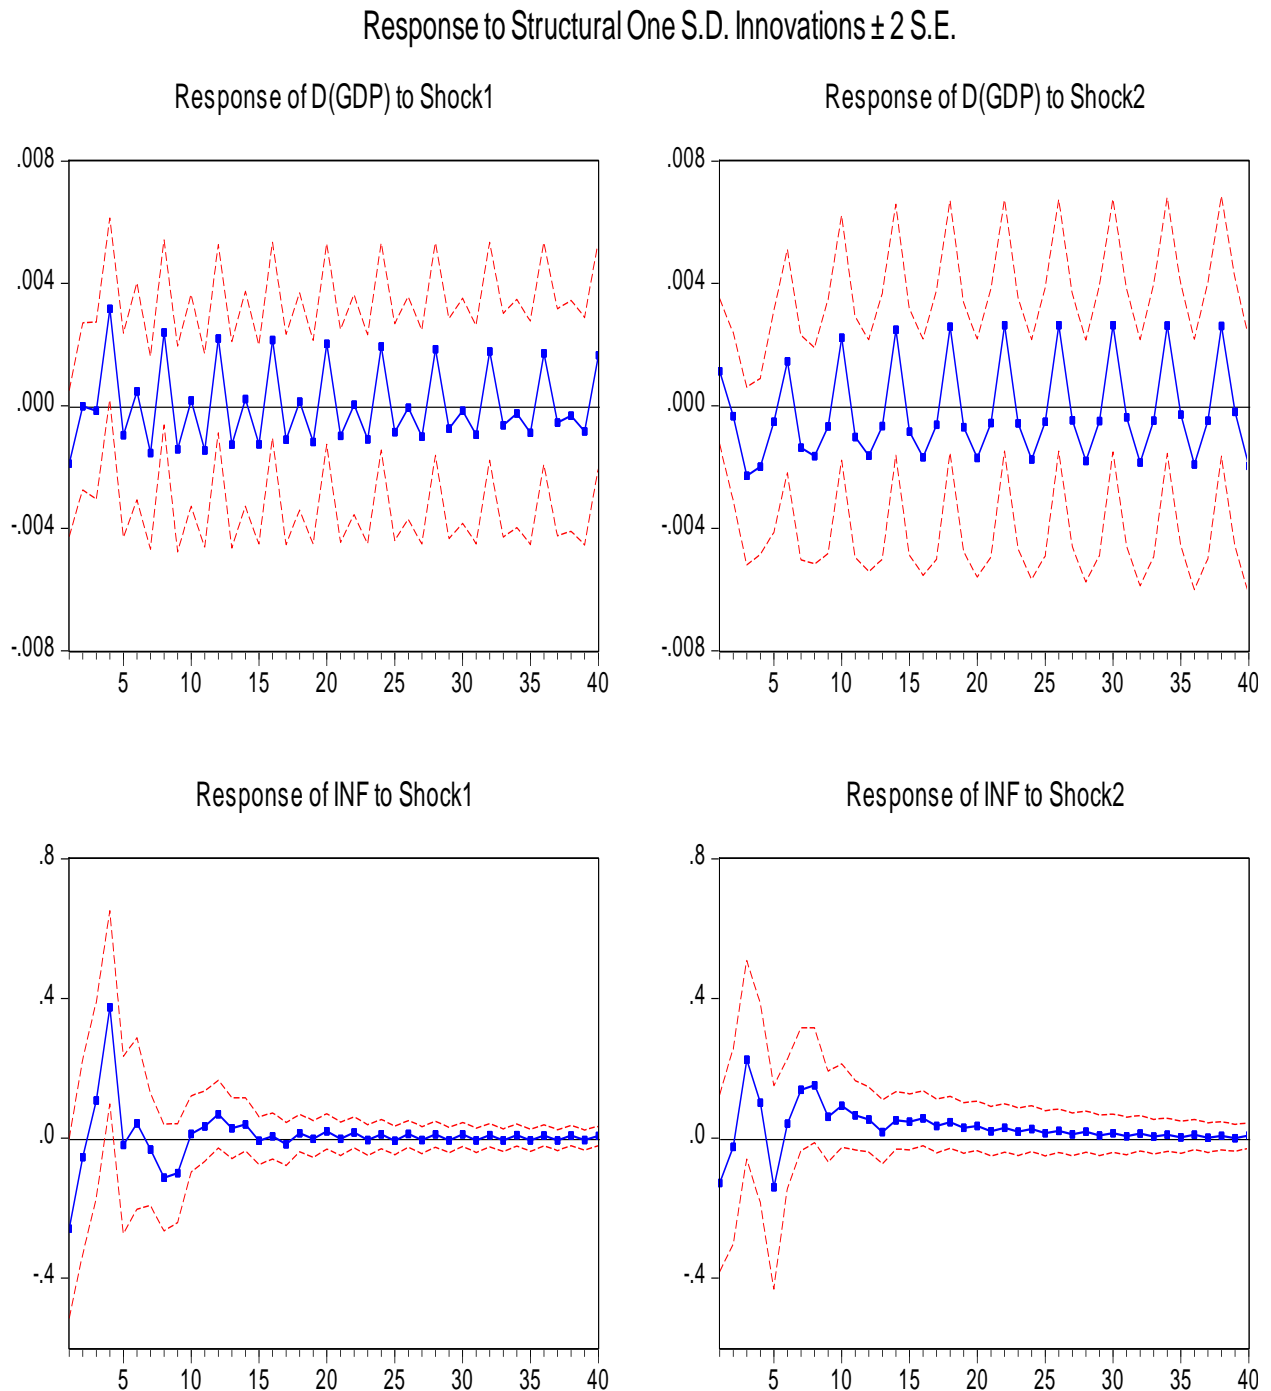 Response to Structural One S.D. Innovations ± 2 S.E.
Response of D(GDP) to Shock1
.008
.004
.000
-.004
-.008
5 10 15 20 25 30 35 40
Response of D(GDP) to Shock2
.008
.004
.000
-.004
-.008
5 10 15 20 25 30 35 40
Response of INF to Shock1
.8
.4
.0
-.4
5 10 15 20 25 30 35 40
Response of INF to Shock2
.8
.4
.0
-.4
5 10 15 20 25 30 35 40